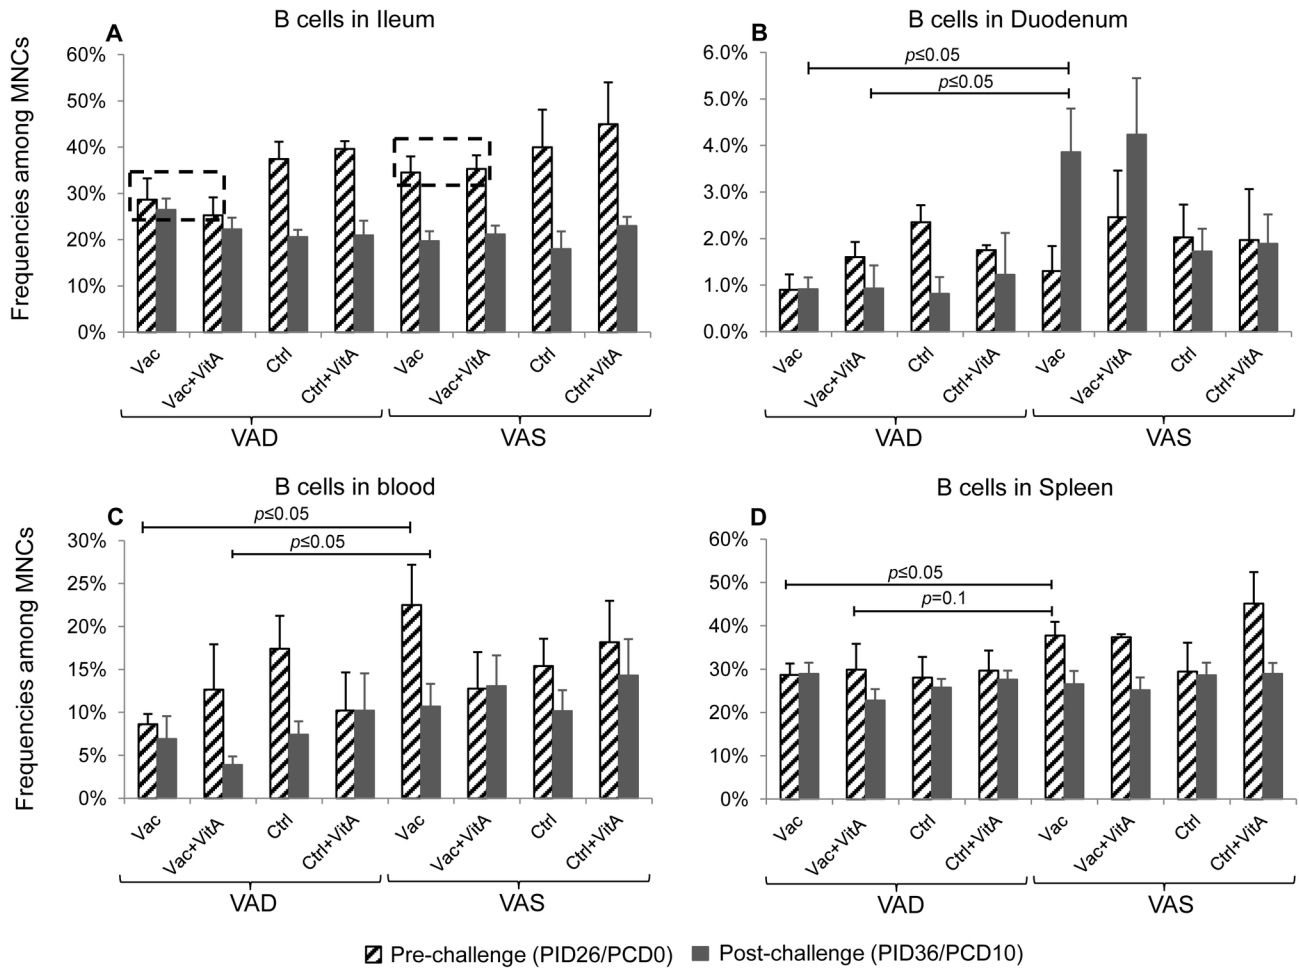 B cells in Ileum
A
Frequencies among MNCs
60%
50%
40%
30%
20%
10%
0%
Vac
Vac+VitA
Ctrl
Ctrl+VitA
Vac
Vac+VitA
Ctrl
Ctrl+VitA
VAD
VAS
B cells in Duodenum
B
p≤0.05
p≤0.05
6.0%
5.0%
4.0%
3.0%
2.0%
1.0%
0.0%
Vac
Vac+VitA
Ctrl
Ctrl+VitA
Vac
Vac+VitA
Ctrl
Ctrl+VitA
VAD
VAS
B cells in blood
C
p≤0.05
p≤0.05
Frequencies among MNCs
30%
25%
20%
15%
10%
5%
0%
Vac
Vac+VitA
Ctrl
Ctrl+VitA
Vac
Vac+VitA
Ctrl
Ctrl+VitA
VAD
VAS
B cells in Spleen
D
p≤0.05
p=0.1
60%
50%
40%
30%
20%
10%
0%
Vac
Vac+VitA
Ctrl
Ctrl+VitA
Vac
Vac+VitA
Ctrl
Ctrl+VitA
VAD
VAS
Pre-challenge (PID26/PCD0) Post-challenge (PID36/PCD10)